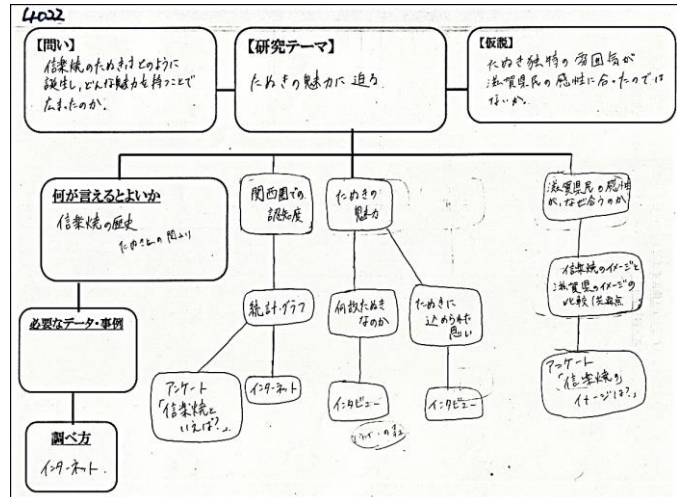 4022
【問い】
信楽焼のたぬきはどのように
誕生し、どんな魅力を持つことで
広まったのか。
【研究テーマ】
たぬきの魅力に迫る
【仮説】
たぬき独特の雰囲気が
滋賀県民の感性に合ったのでは
ないか。
何が言えるとよいか
信楽焼の歴史
たぬきとの関わり
関西圏での
認知度
たぬきの
魅力
滋賀県民の感性
が、なぜ合うのか
必要なデータ・事例
統計・グラフ
何故たぬき
なのか
たぬきに
込められた
思い
信楽焼のイメージと
滋賀県のイメージの
比較(共通点
調べ方
インターネット.
アンケート
「信楽焼と
いえば?」
インターネット
インタビュー
インタビュー
アンケート
「信楽焼の
イメージは?」